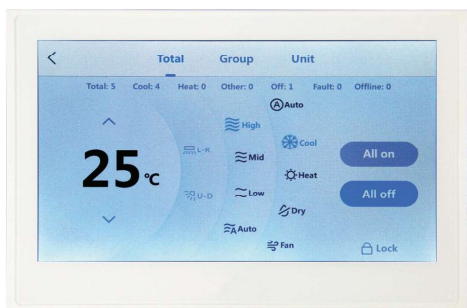 Total Group Unit
Total: 5 Cool: 4 Heat: 0 Other: 0 Off: 1 Fault: 0 Offline: 0
A Auto
High
Cool
L-R
Mid
All on
25°C
Heat
U-D
Low
All off
Dry
A Auto
Fan
Lock